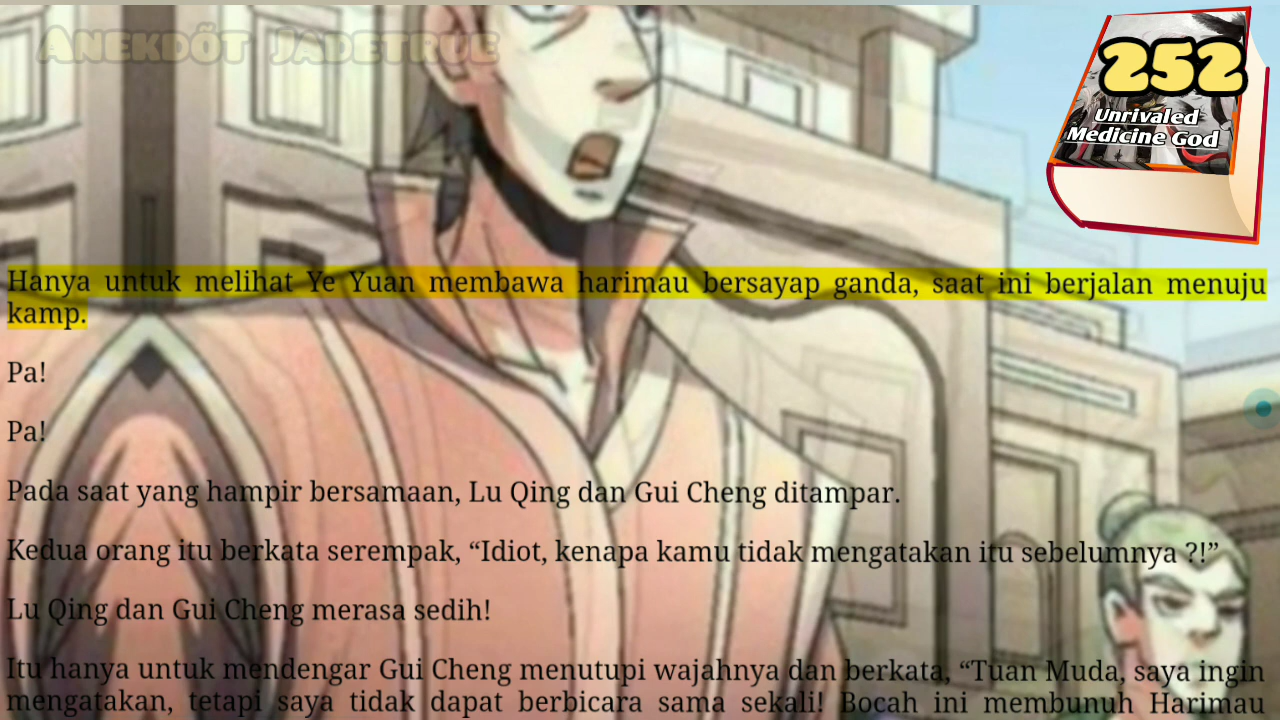 Anekdõt Jadetrue
252
Unrivaled
Medicine God
Hanya untuk melihat Ye Yuan membawa harimau bersayap ganda, saat ini berjalan menuju
kamp.
Pa!
Pa!
Pada saat yang hampir bersamaan, Lu Qing dan Gui Cheng ditampar.
Kedua orang itu berkata serempak, “Idiot, kenapa kamu tidak mengatakan itu sebelumnya ?!”
Lu Qing dan Gui Cheng merasa sedih!
Itu hanya untuk mendengar Gui Cheng menutupi wajahnya dan berkata, “Tuan Muda, saya ingin
mengatakan, tetapi saya tidak dapat berbicara sama sekali! Bocah ini membunuh Harimau